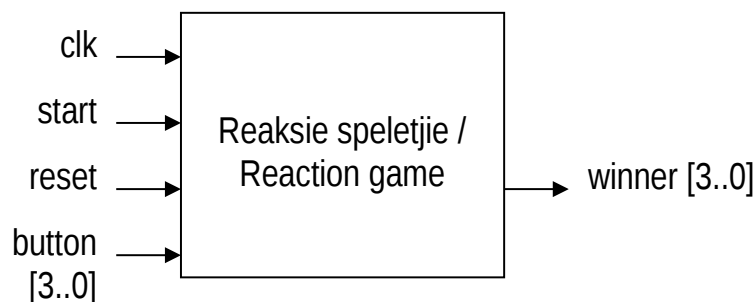 clk
start
reset
button
[3..0]
Reaksie speletjie /
Reaction game
winner [3..0]